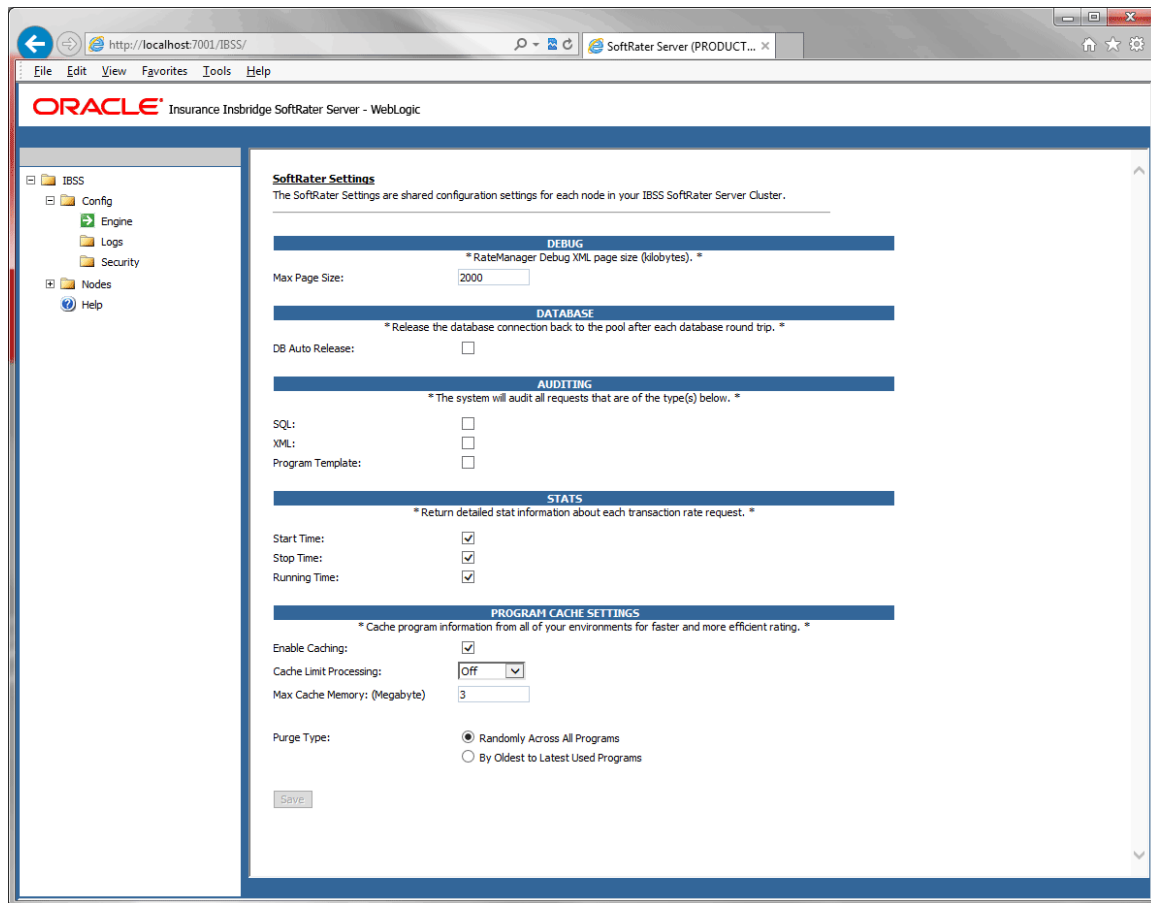 http://localhost:7001/IBSS/
SoftRater Server (PRODUCT...
File Edit View Favorites Tools Help
ORACLE Insurance Insbridge SoftRater Server - WebLogic
IBSS
Config
Engine
Logs
Security
Nodes
Help
SoftRater Settings
The SoftRater Settings are shared configuration settings for each node in your IBSS SoftRater Server Cluster.
DEBUG
* RateManager Debug XML page size (kilobytes). *
Max Page Size: 2000
DATABASE
* Release the database connection back to the pool after each database round trip. *
DB Auto Release:
AUDITING
* The system will audit all requests that are of the type(s) below. *
SQL:
XML:
Program Template:
STATS
* Return detailed stat information about each transaction rate request. *
Start Time:
Stop Time:
Running Time:
PROGRAM CACHE SETTINGS
* Cache program information from all of your environments for faster and more efficient rating. *
Enable Caching:
Cache Limit Processing: Off
Max Cache Memory: (Megabyte) 3
Purge Type: Randomly Across All Programs
By Oldest to Latest Used Programs
Save